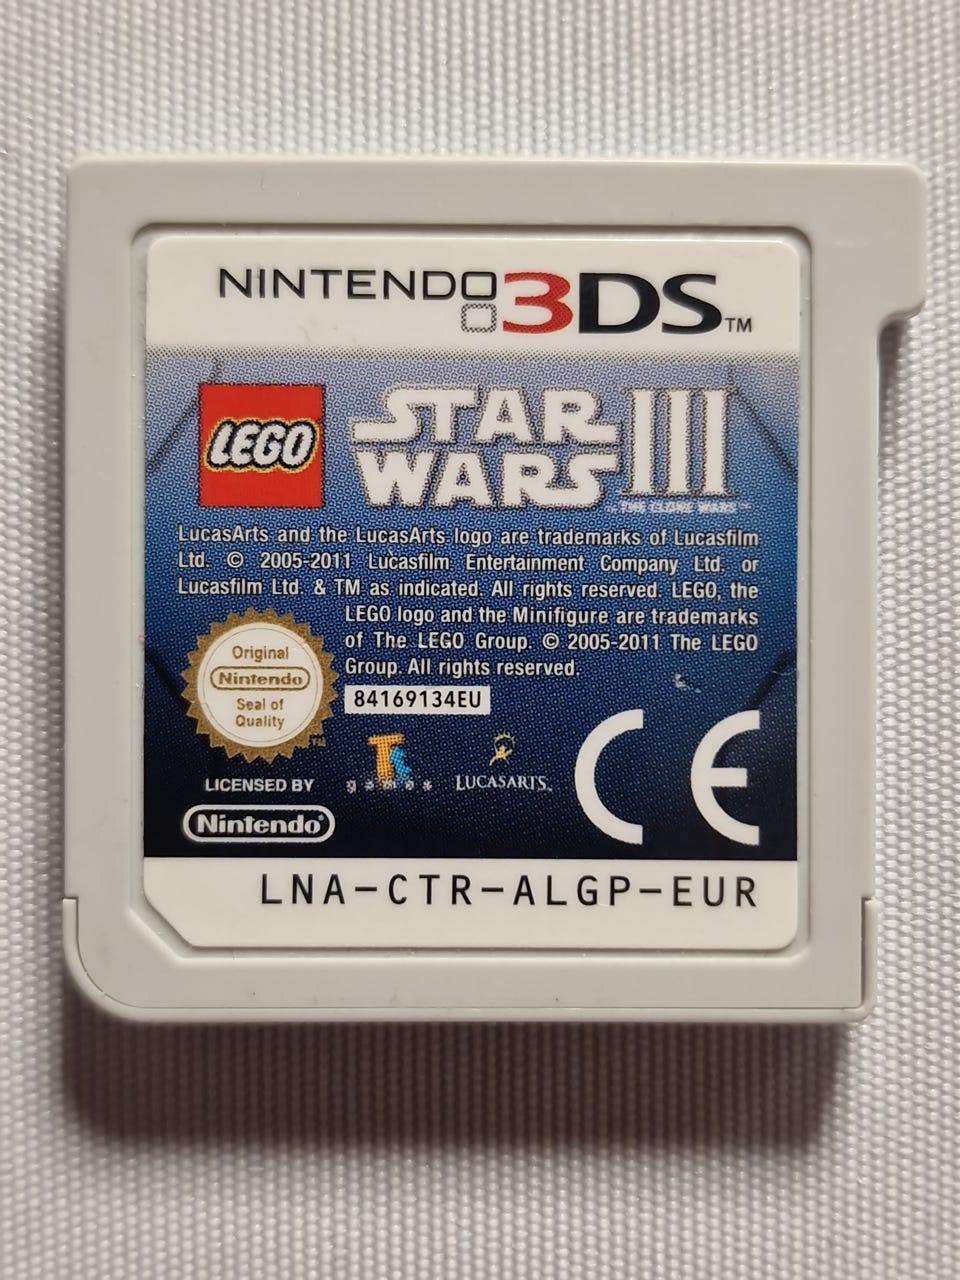 NINTENDO 3DS™
LEGO
STAR WARS III
THE CLONE WARS™
LucasArts and the LucasArts logo are trademarks of Lucasfilm
Ltd. © 2005-2011 Lucasfilm Entertainment Company Ltd. or
Lucasfilm Ltd. & TM as indicated. All rights reserved. LEGO, the
LEGO logo and the Minifigure are trademarks
of The LEGO Group. © 2005-2011 The LEGO
Group. All rights reserved.
Original
Nintendo
Seal of
Quality
TM
84169134EU
LICENSED BY
Nintendo®
LUCASARTS™
CE
LNA-CTR-ALGP-EUR